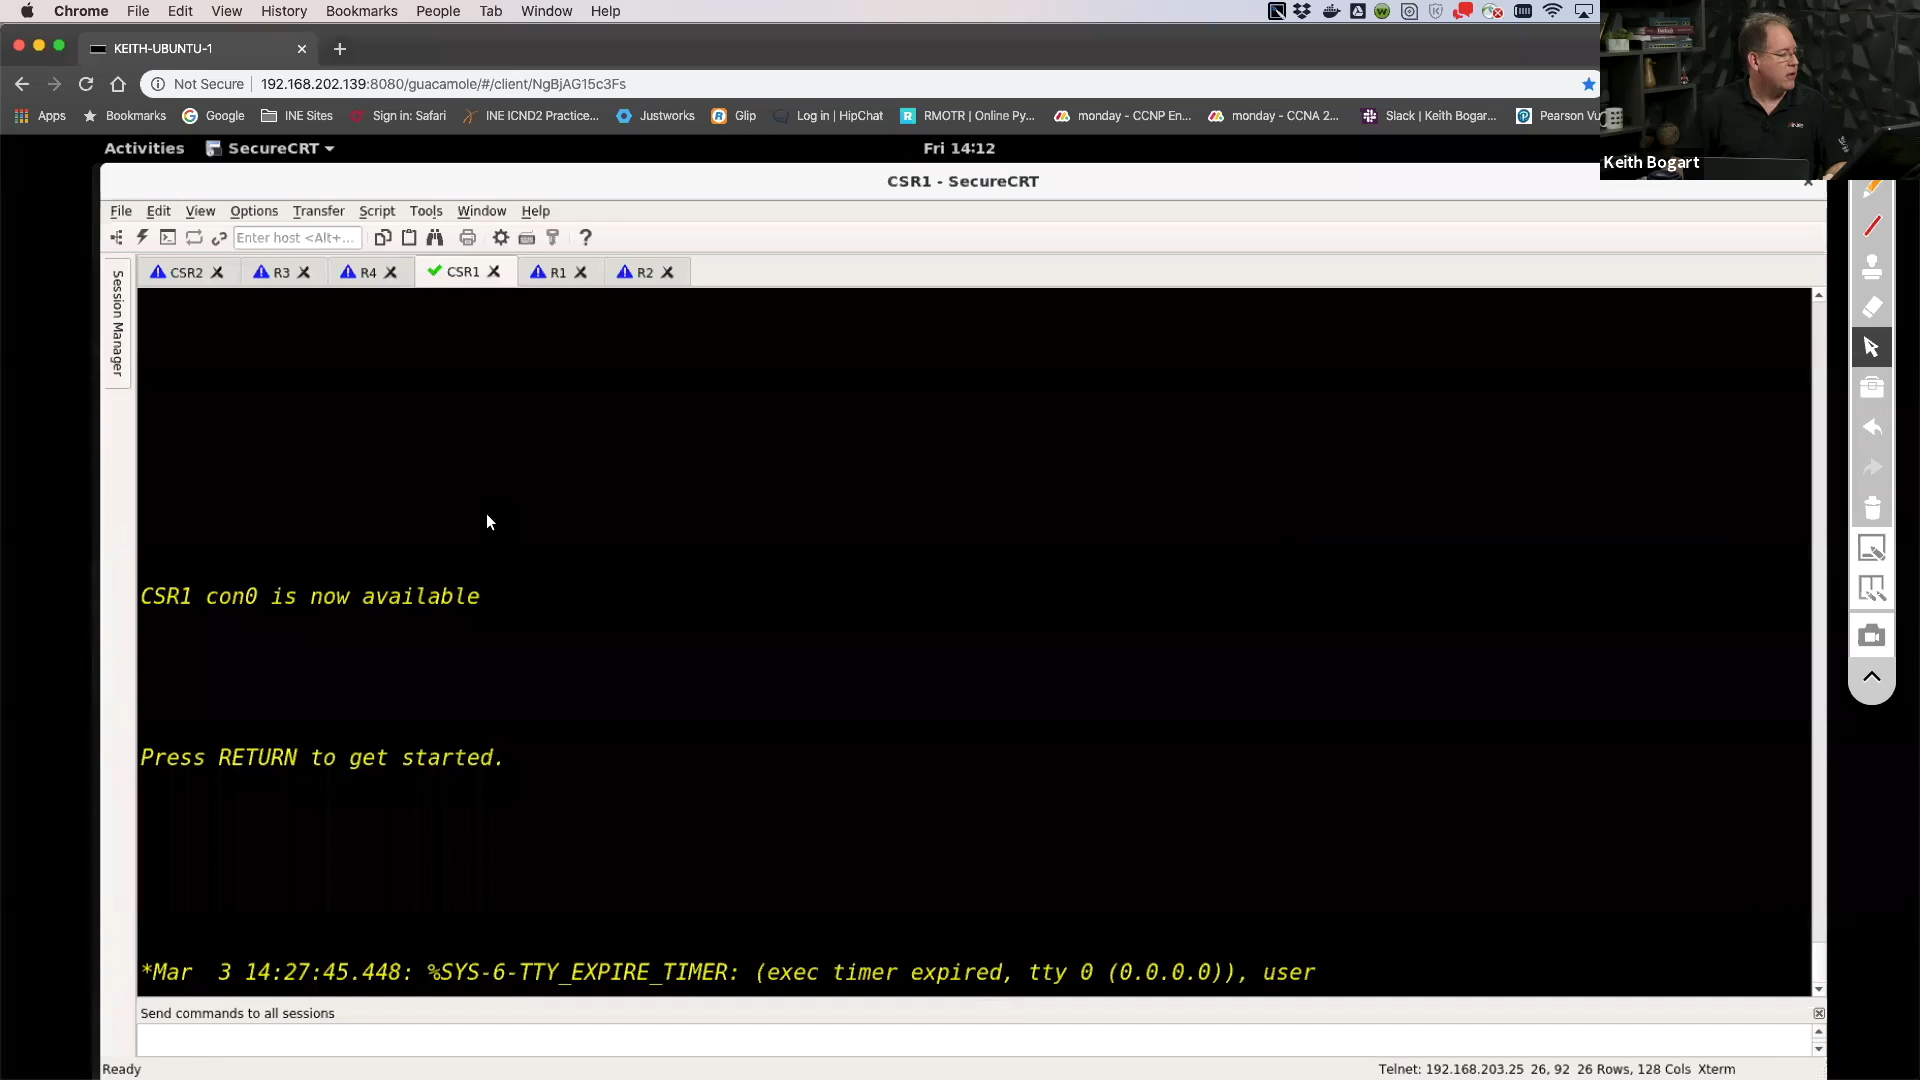 Chrome File Edit View History Bookmarks People Tab Window Help
KEITH-UBUNTU-1
Not Secure 192.168.202.139:8080/guacamole/#/client/NgBjAG15c3Fs
Apps Bookmarks Google INE Sites Sign in: Safari INE ICND2 Practice... Justworks Glip Log in | HipChat RMOTR | Online Py... monday - CCNP En... monday - CCNA 2... Slack | Keith Bogar... Pearson Vu
Keith Bogart
Activities SecureCRT Fri 14:12
CSR1 - SecureCRT
File Edit View Options Transfer Script Tools Window Help
Enter host <Alt+...
Session Manager
CSR2 R3 R4 CSR1 R1 R2
CSR1 con0 is now available
Press RETURN to get started.
*Mar 3 14:27:45.448: %SYS-6-TTY_EXPIRE_TIMER: (exec timer expired, tty 0 (0.0.0.0)), user
Send commands to all sessions
Ready Telnet: 192.168.203.25 26, 92 26 Rows, 128 Cols Xterm